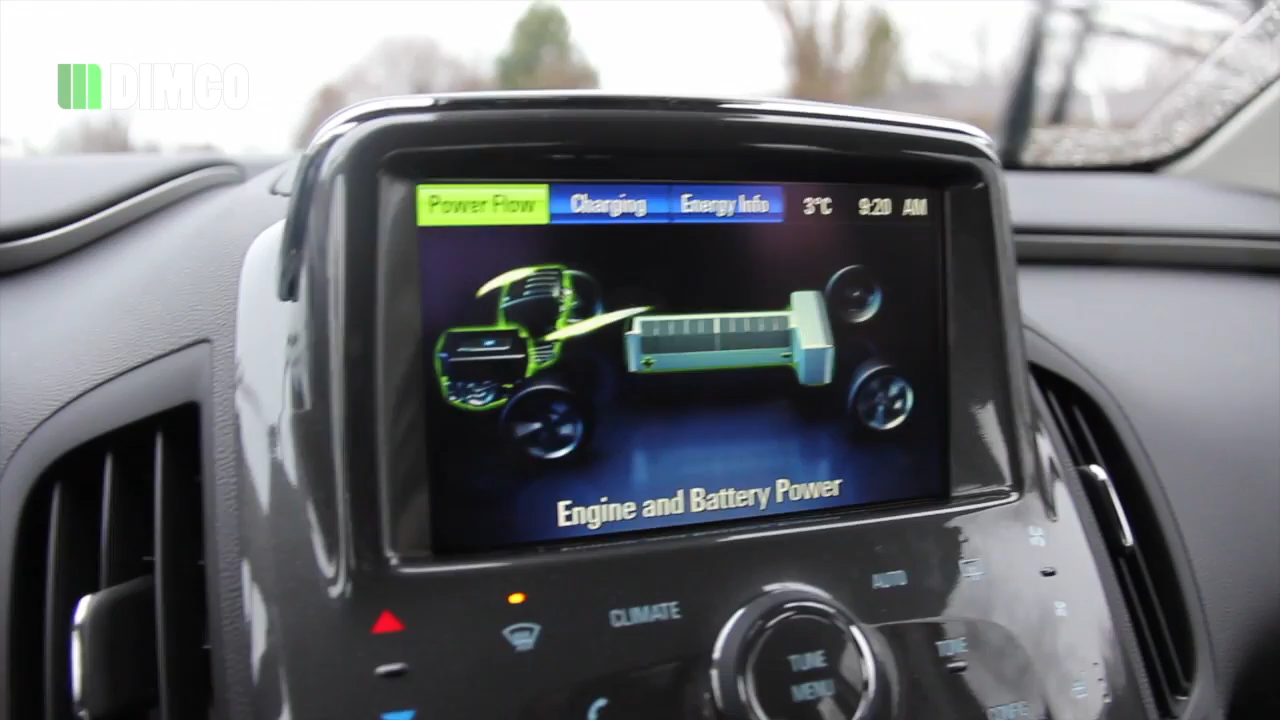 DIMCO
Power Flow Charging Energy Info 3°C 9:20 AM
Engine and Battery Power
CLIMATE
AUTO
TUNE
MENU
TONE